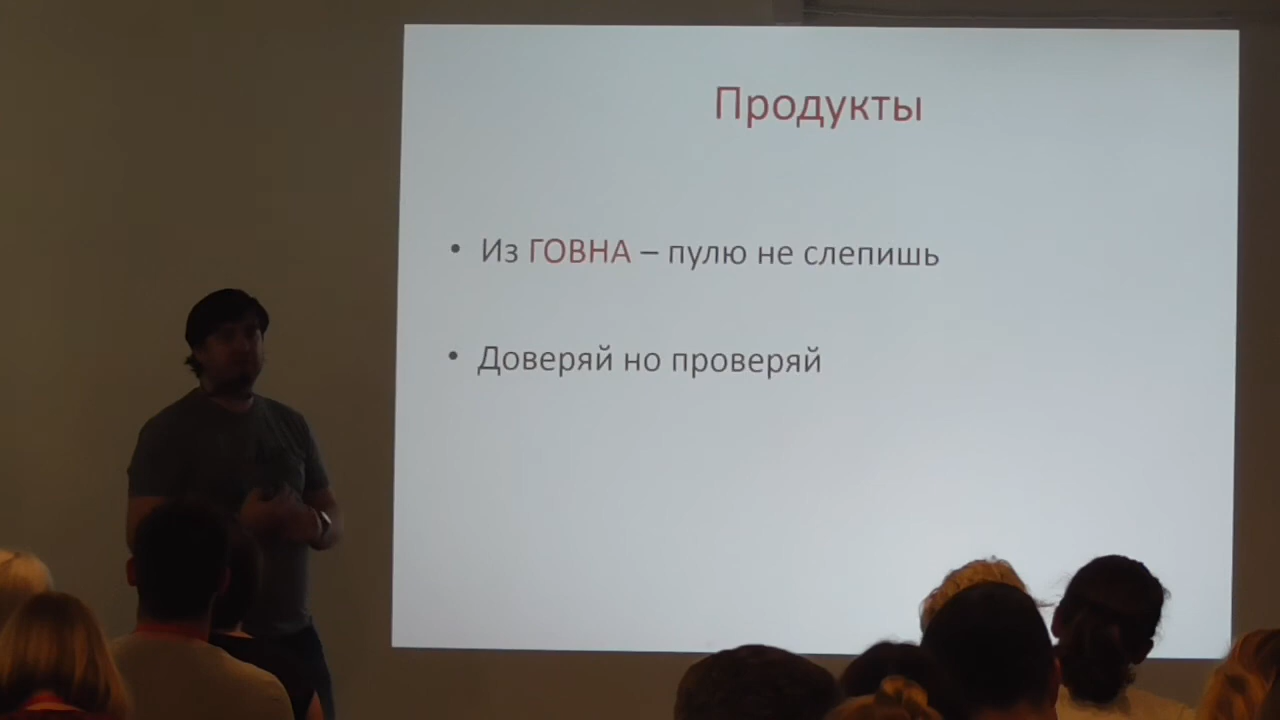 Продукты
• Из ГОВНА – пулю не слепишь
• Доверяй но проверяй